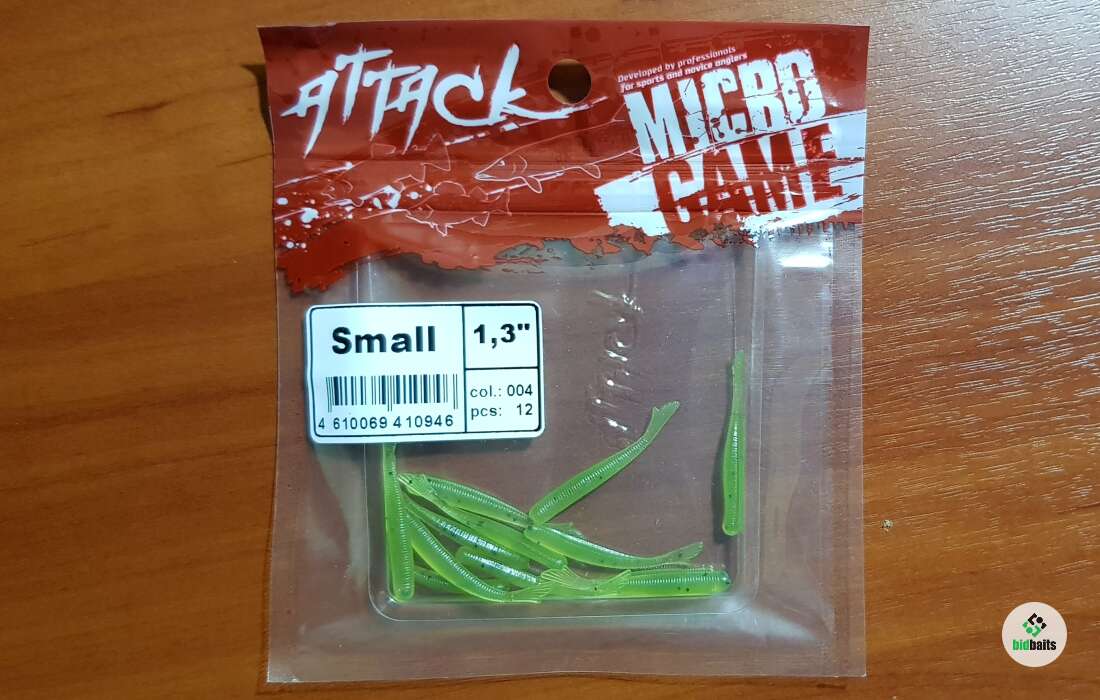 ATTACK
Developed by professionals
for sports and novice anglers
MICRO
GAME
Small
1,3"
col.: 004
pcs: 12
4 610069 410946
ATTACK
bidbaits